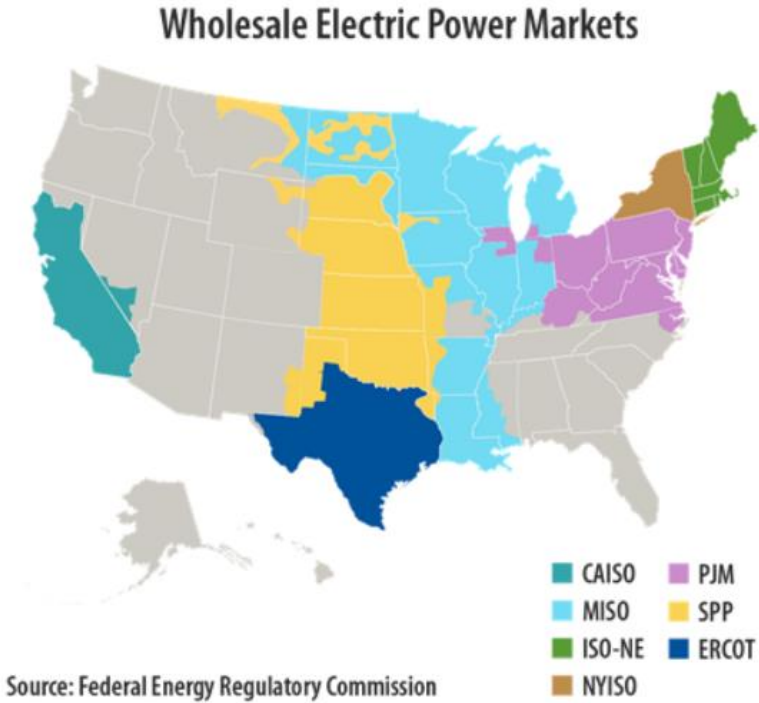 Wholesale Electric Power Markets
CAISO
PJM
MISO
SPP
ISO-NE
ERCOT
NYISO
Source: Federal Energy Regulatory Commission